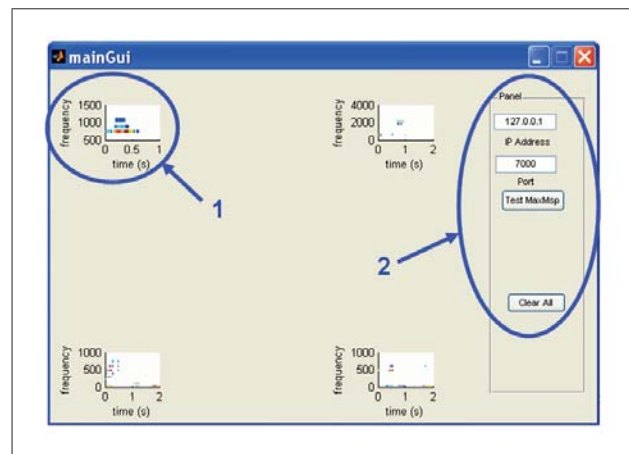 mainGui
frequency
1500
1000
500
0 0.5 1
time (s)
1
frequency
4000
2000
0
0 1 2
time (s)
2
Panel
127.0.0.1
IP Address
7000
Port
Test MaxMsp
Clear All
frequency
1000
500
0
0 1 2
time (s)
frequency
1000
500
0
0 1 2
time (s)